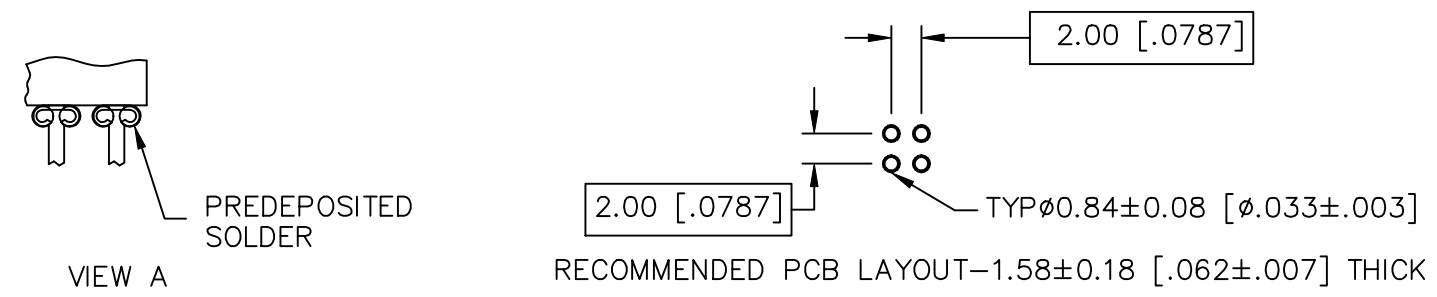 2.00 [.0787]
2.00 [.0787]
TYPø0.84±0.08 [ø.033±.003]
PREDEPOSITED
SOLDER
VIEW A
RECOMMENDED PCB LAYOUT–1.58±0.18 [.062±.007] THICK